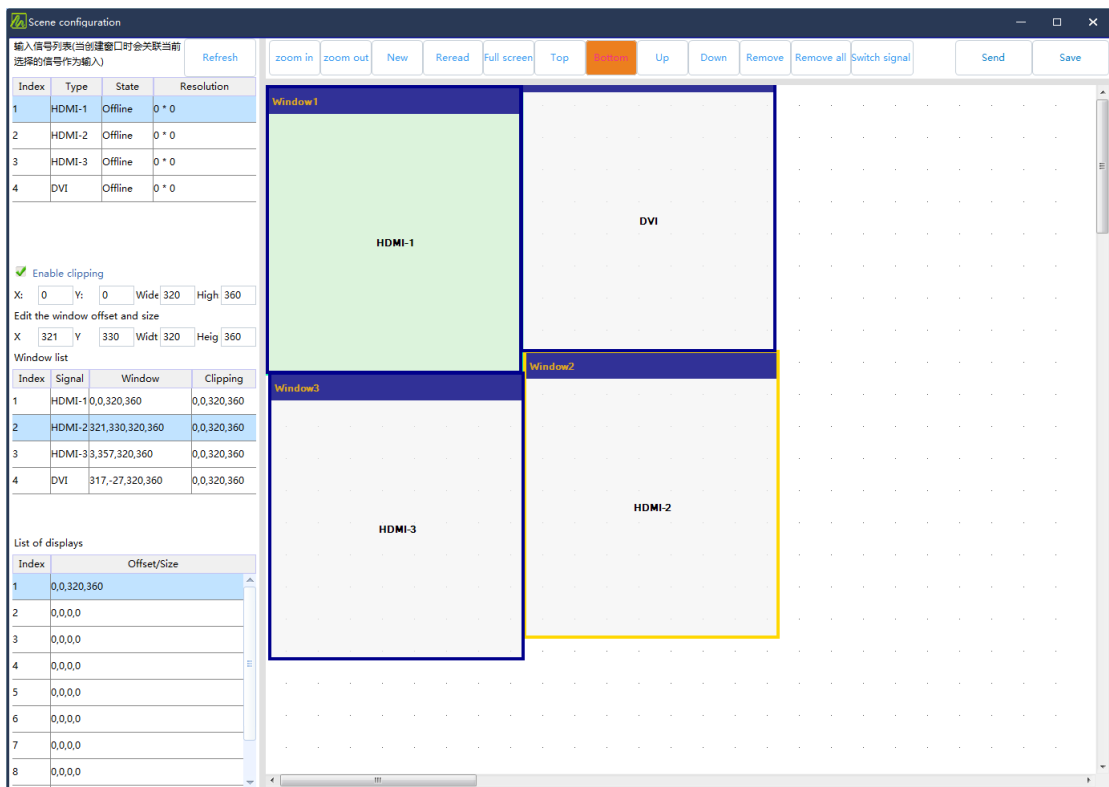 Scene configuration
输入信号列表(当创建窗口时会关联当前
选择的信号作为输入)
Refresh
zoom in zoom out New Reread Full screen Top Bottom Up Down Remove Remove all Switch signal Send Save
Index Type State Resolution
1 HDMI-1 Offline 0 * 0
2 HDMI-2 Offline 0 * 0
3 HDMI-3 Offline 0 * 0
4 DVI Offline 0 * 0
Enable clipping
X: 0 Y: 0 Wide 320 High 360
Edit the window offset and size
X 321 Y 330 Widt 320 Heig 360
Window list
Index Signal Window Clipping
1 HDMI-1 0,0,320,360 0,0,320,360
2 HDMI-2 321,330,320,360 0,0,320,360
3 HDMI-3 3,357,320,360 0,0,320,360
4 DVI 317,-27,320,360 0,0,320,360
List of displays
Index Offset/Size
1 0,0,320,360
2 0,0,0,0
3 0,0,0,0
4 0,0,0,0
5 0,0,0,0
6 0,0,0,0
7 0,0,0,0
8 0,0,0,0
Window1
HDMI-1
DVI
Window2
HDMI-2
Window3
HDMI-3